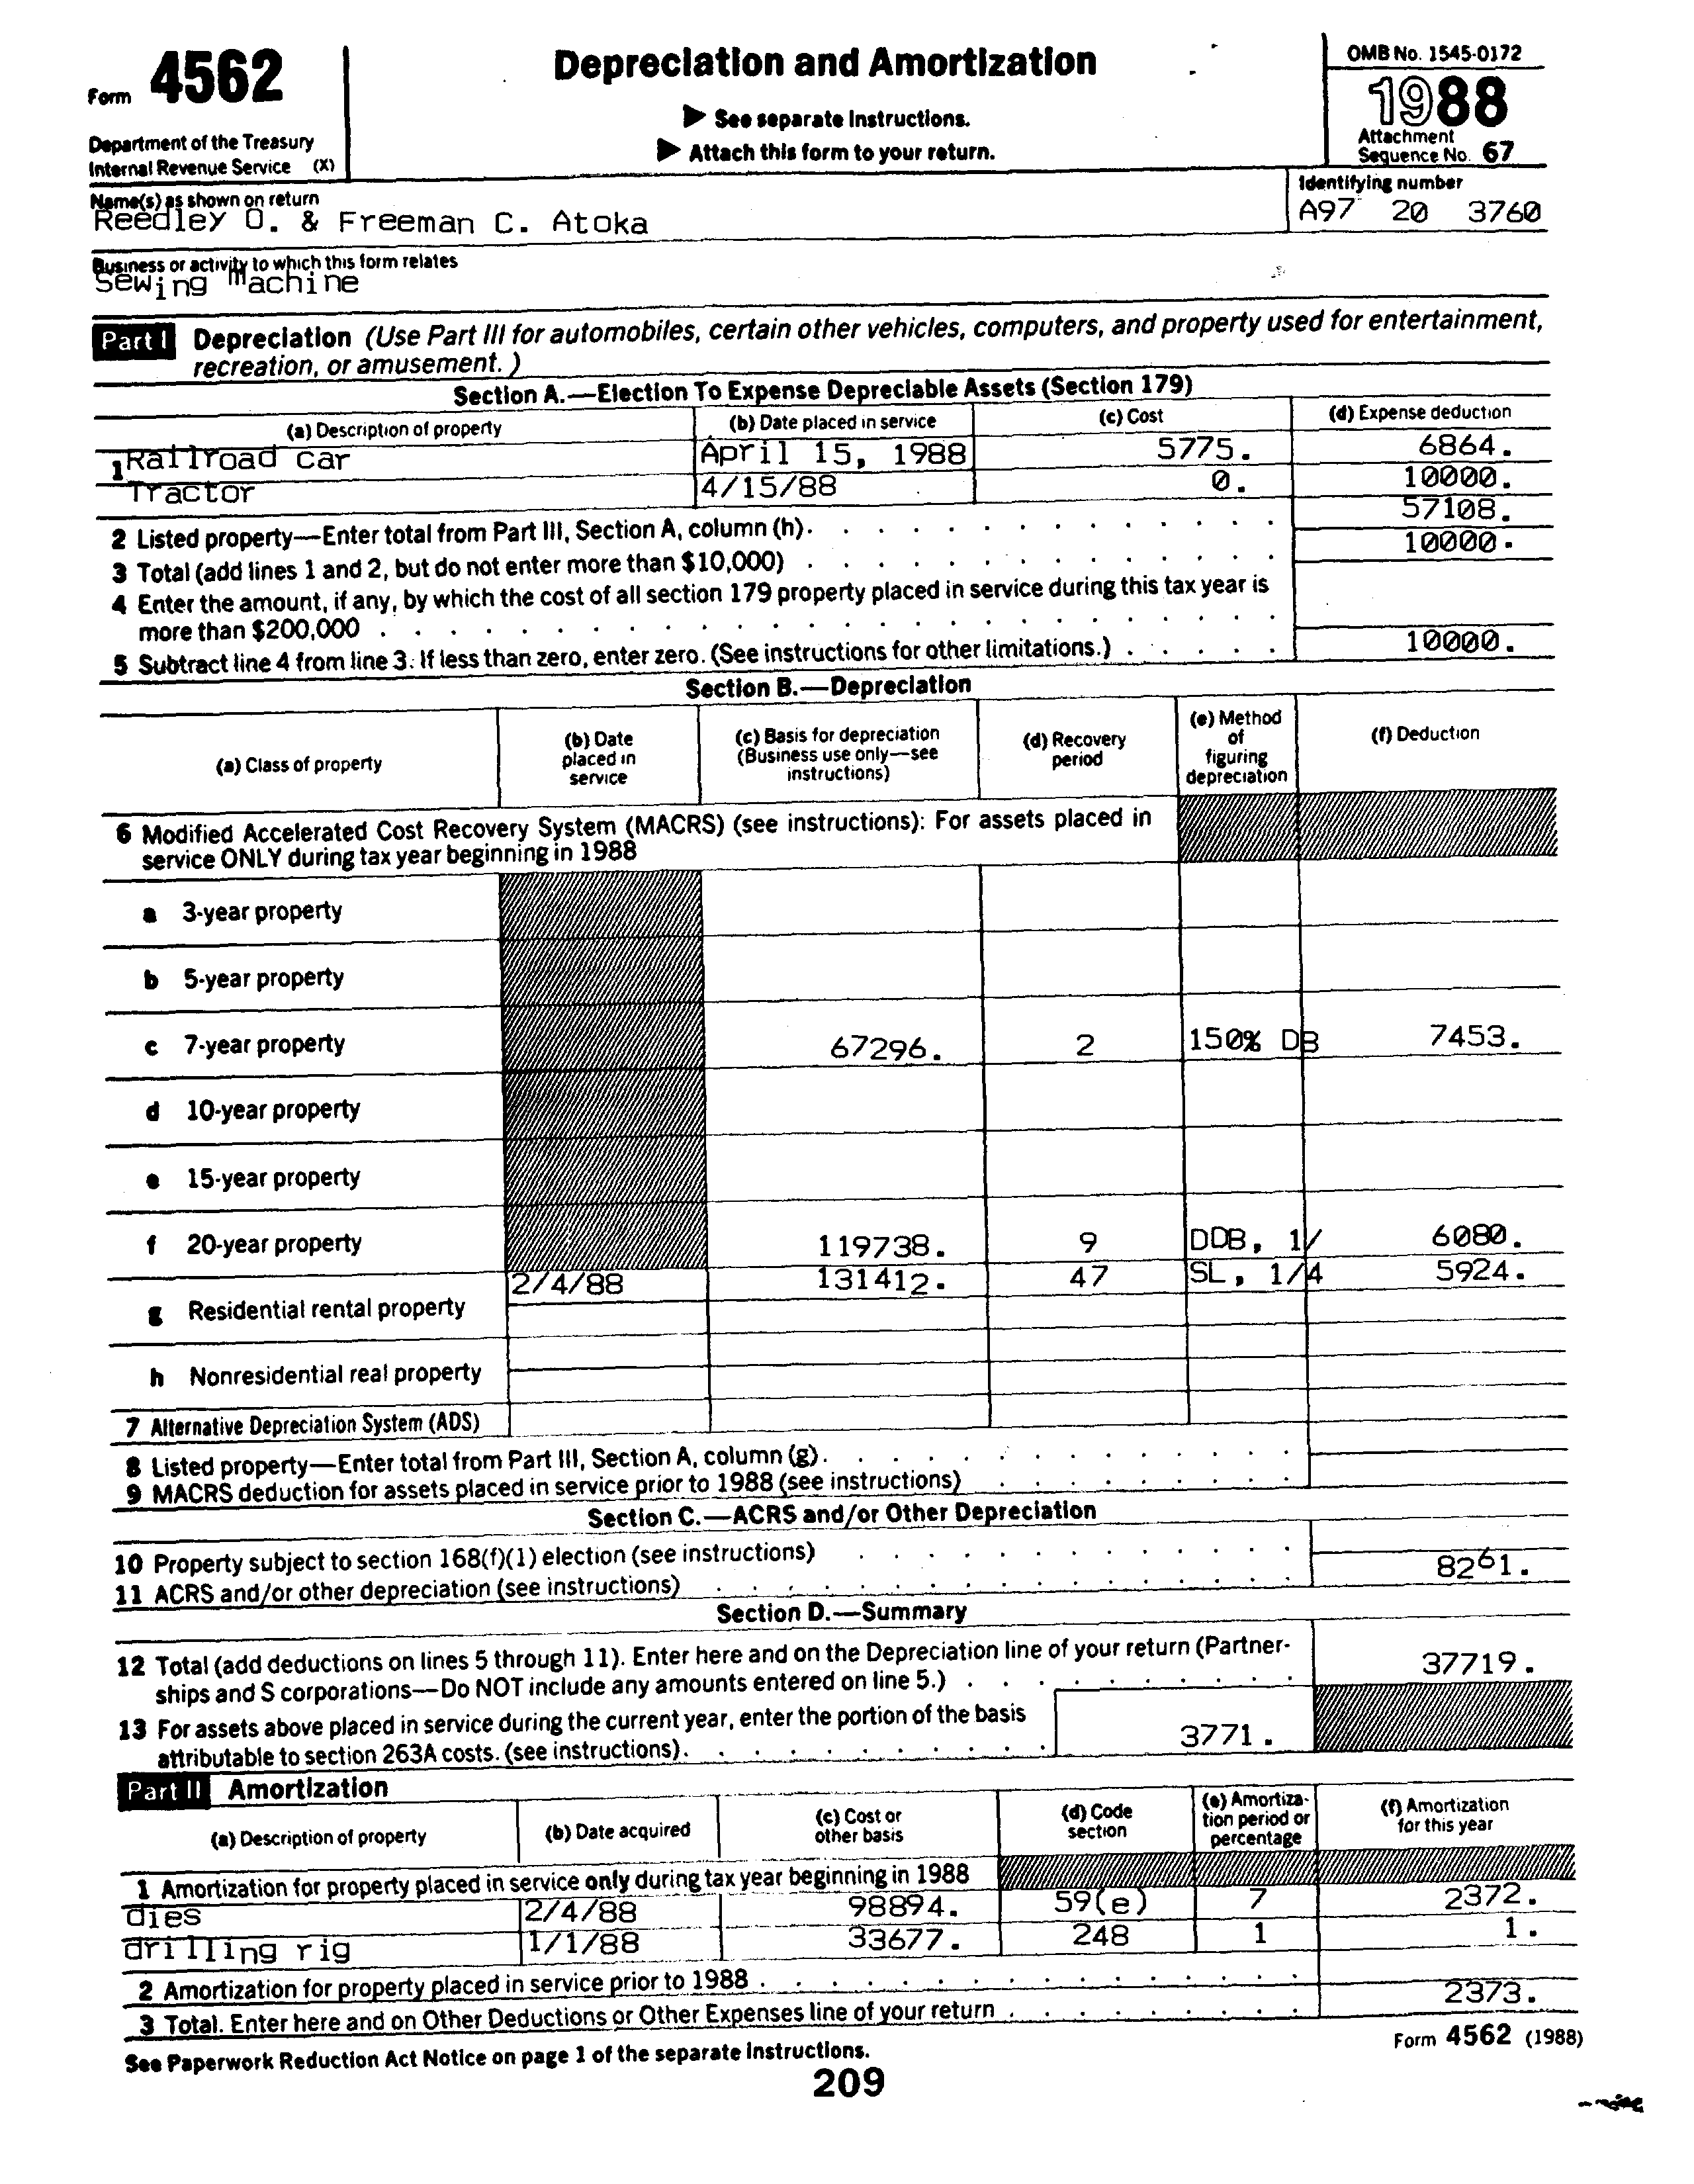 Form 4562
Department of the Treasury
Internal Revenue Service (X)
Depreciation and Amortization
▶ See separate Instructions.
▶ Attach this form to your return.
OMB No. 1545-0172
1988
Attachment
Sequence No. 67
Name(s) as shown on return
Reedley O. & Freeman C. Atoka
Identifying number
A97 20 3760
Business or activity to which this form relates
Sewing Machine
Part I Depreciation (Use Part III for automobiles, certain other vehicles, computers, and property used for entertainment,
recreation, or amusement. )
Section A.—Election To Expense Depreciable Assets (Section 179)
(a) Description of property (b) Date placed in service (c) Cost (d) Expense deduction
1 Railroad car April 15, 1988 5775. 6864.
Tractor 4/15/88 0. 10000.
2 Listed property—Enter total from Part III, Section A, column (h). 57108.
3 Total (add lines 1 and 2, but do not enter more than $10,000) 10000.
4 Enter the amount, if any, by which the cost of all section 179 property placed in service during this tax year is
more than $200,000
5 Subtract line 4 from line 3. If less than zero, enter zero. (See instructions for other limitations.) 10000.
Section B.—Depreciation
(a) Class of property (b) Date placed in service (c) Basis for depreciation (Business use only—see instructions) (d) Recovery period (e) Method of figuring depreciation (f) Deduction
6 Modified Accelerated Cost Recovery System (MACRS) (see instructions): For assets placed in
service ONLY during tax year beginning in 1988
a 3-year property
b 5-year property
c 7-year property 67296. 2 150% DB 7453.
d 10-year property
e 15-year property
f 20-year property 119738. 9 DDB, 1/ 6080.
2/4/88 131412. 47 SL, 1/4 5924.
g Residential rental property
h Nonresidential real property
7 Alternative Depreciation System (ADS)
8 Listed property—Enter total from Part III, Section A, column (g).
9 MACRS deduction for assets placed in service prior to 1988 (see instructions)
Section C.—ACRS and/or Other Depreciation
10 Property subject to section 168(f)(1) election (see instructions)
11 ACRS and/or other depreciation (see instructions) 8261.
Section D.—Summary
12 Total (add deductions on lines 5 through 11). Enter here and on the Depreciation line of your return (Partner-
ships and S corporations—Do NOT include any amounts entered on line 5.) 37719.
13 For assets above placed in service during the current year, enter the portion of the basis
attributable to section 263A costs. (see instructions). 3771.
Part II Amortization
(a) Description of property (b) Date acquired (c) Cost or other basis (d) Code section (e) Amortiza-tion period or percentage (f) Amortization for this year
1 Amortization for property placed in service only during tax year beginning in 1988
dies 2/4/88 98894. 59(e) 7 2372.
drilling rig 1/1/88 33677. 248 1 1.
2 Amortization for property placed in service prior to 1988
3 Total. Enter here and on Other Deductions or Other Expenses line of your return 2373.
See Paperwork Reduction Act Notice on page 1 of the separate instructions.
Form 4562 (1988)
209